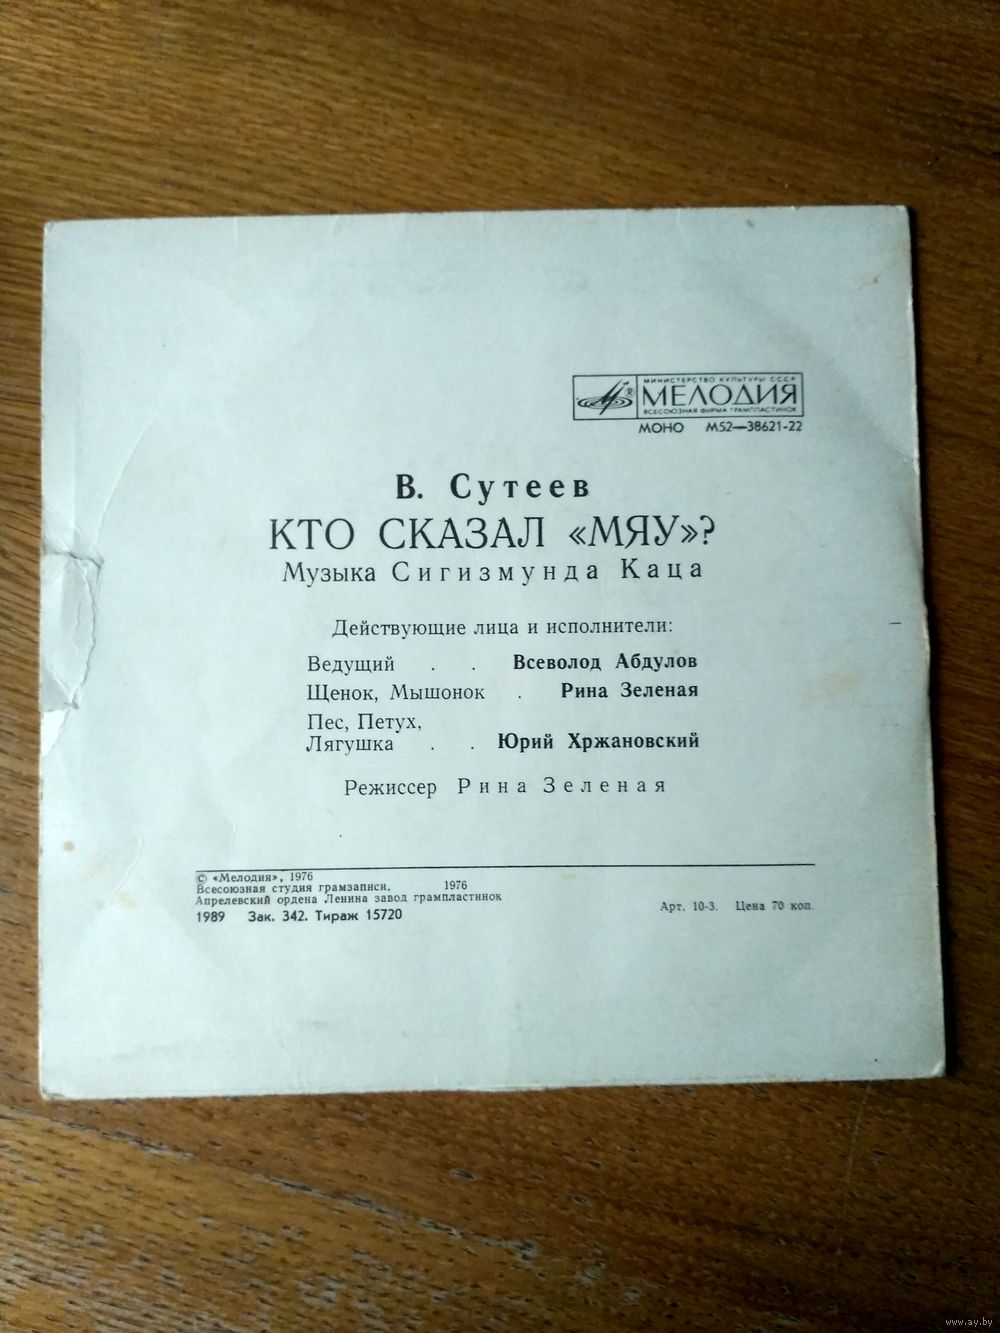 МИНИСТЕРСТВО КУЛЬТУРЫ СССР
МЕЛОДИЯ
ВСЕСОЮЗНАЯ ФИРМА ГРАМПЛАСТИНОК
МОНО М52—38621-22
В. Сутеев
КТО СКАЗАЛ «МЯУ»?
Музыка Сигизмунда Каца
Действующие лица и исполнители:
Ведущий . . Всеволод Абдулов
Щенок, Мышонок . Рина Зеленая
Пес, Петух,
Лягушка . . Юрий Хржановский
Режиссер Рина Зеленая
© «Мелодия», 1976
Всесоюзная студия грамзаписи, 1976
Апрелевский ордена Ленина завод грампластинок
1989 Зак. 342. Тираж 15720
Арт. 10-3. Цена 70 коп.
www.ay.by